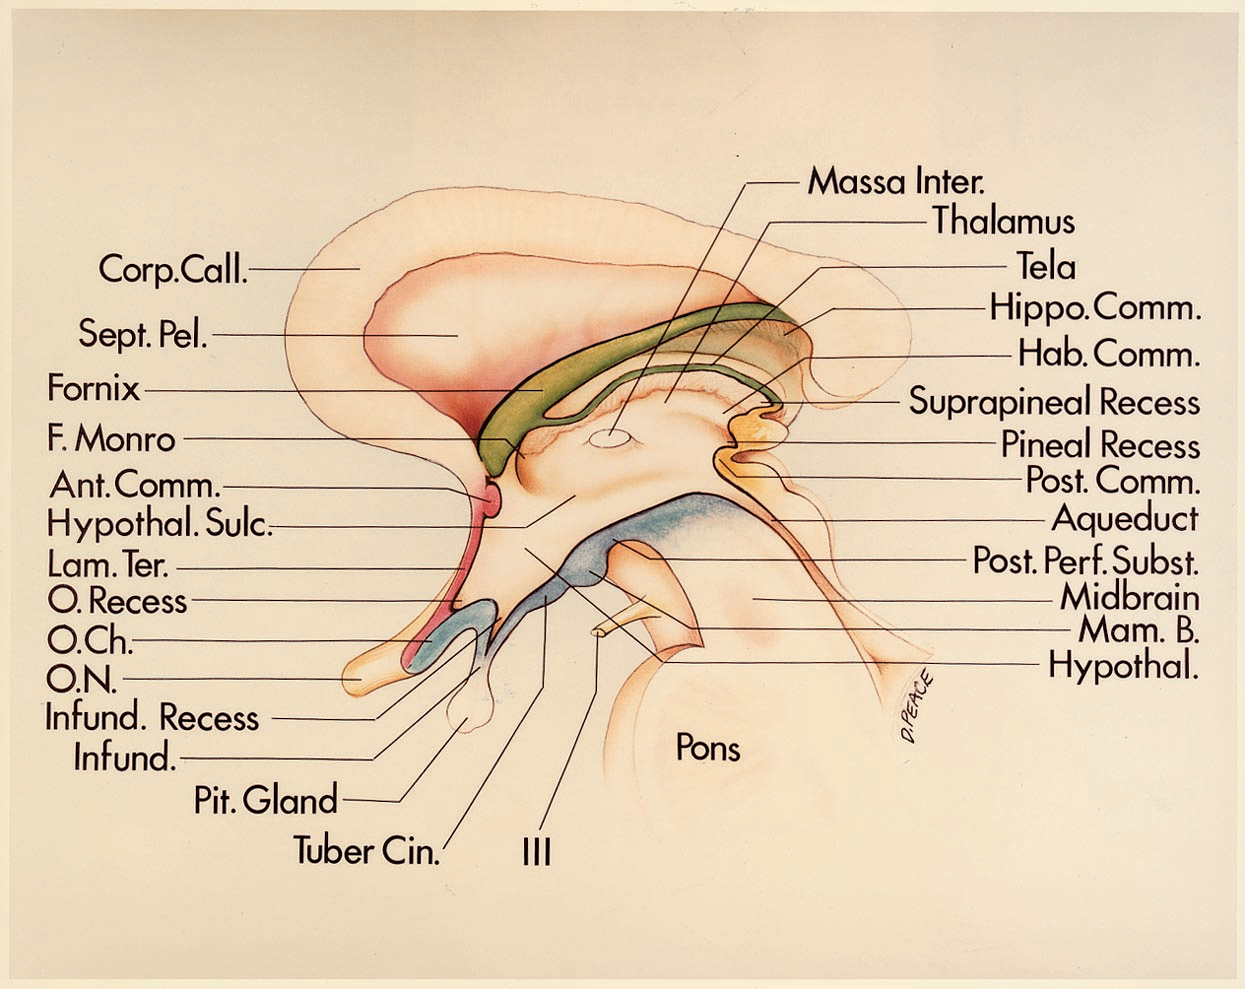 Massa Inter.
Thalamus
Corp.Call.
Tela
Sept. Pel.
Hippo.Comm.
Hab. Comm.
Fornix
Suprapineal Recess
F. Monro
Pineal Recess
Ant.Comm.
Post. Comm.
Hypothal. Sulc.
Aqueduct
Lam. Ter.
Post. Perf. Subst.
O. Recess
Midbrain
O.Ch.
Mam. B.
O.N.
Hypothal.
Infund. Recess
D. PEACE
Infund.
Pons
Pit. Gland
Tuber Cin.
III